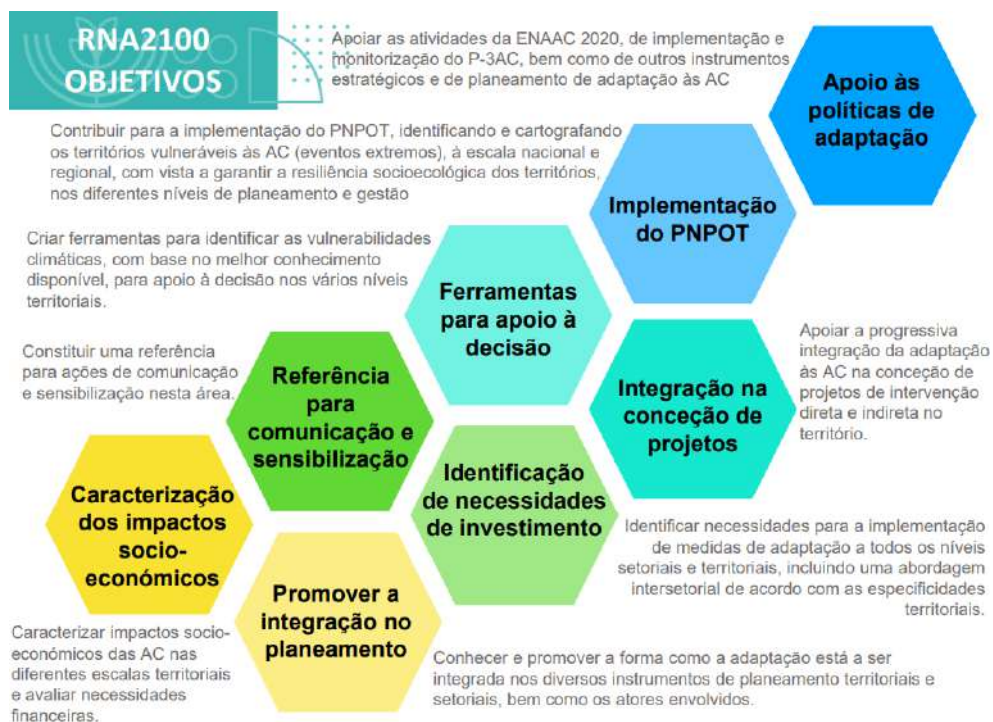 RNA2100
OBJETIVOS
Apoiar as atividades da ENAAC 2020, de implementação e
monitorização do P-3AC, bem como de outros instrumentos
estratégicos e de planeamento de adaptação às AC
Apoio às
políticas de
adaptação
Contribuir para a implementação do PNPOT, identificando e cartografando
os territórios vulneráveis às AC (eventos extremos), à escala nacional e
regional, com vista a garantir a resiliência socioecológica dos territórios,
nos diferentes níveis de planeamento e gestão
Implementação
do PNPOT
Criar ferramentas para identificar as vulnerabilidades
climáticas, com base no melhor conhecimento
disponível, para apoio à decisão nos vários níveis
territoriais.
Ferramentas
para apoio à
decisão
Constituir uma referência
para ações de comunicação
e sensibilização nesta área.
Referência
para
comunicação e
sensibilização
Integração na
conceção de
projetos
Apoiar a progressiva
integração da adaptação
às AC na conceção de
projetos de intervenção
direta e indireta no
território.
Caracterização
dos impactos
socio-
económicos
Identificação
de necessidades
de investimento
Identificar necessidades para a implementação
de medidas de adaptação a todos os níveis
setoriais e territoriais, incluindo uma abordagem
intersetorial de acordo com as especificidades
territoriais.
Promover a
integração no
planeamento
Caracterizar impactos socio-
económicos das AC nas
diferentes escalas territoriais
e avaliar necessidades
financeiras.
Conhecer e promover a forma como a adaptação está a ser
integrada nos diversos instrumentos de planeamento territoriais e
setoriais, bem como os atores envolvidos.